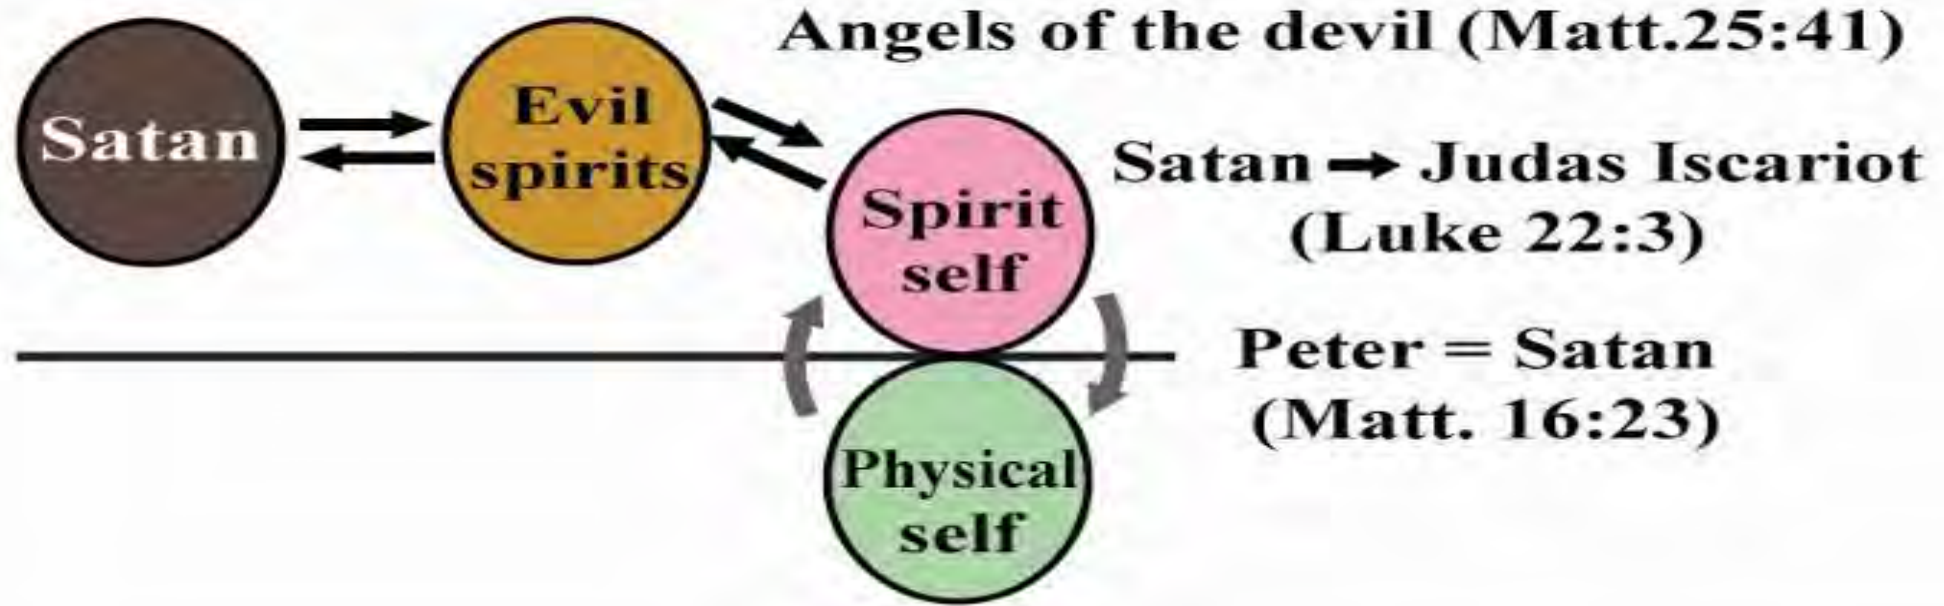 Angels of the devil (Matt.25:41)
Satan
Evil
spirits
Spirit
self
Satan → Judas Iscariot
(Luke 22:3)
Peter = Satan
(Matt. 16:23)
Physical
self